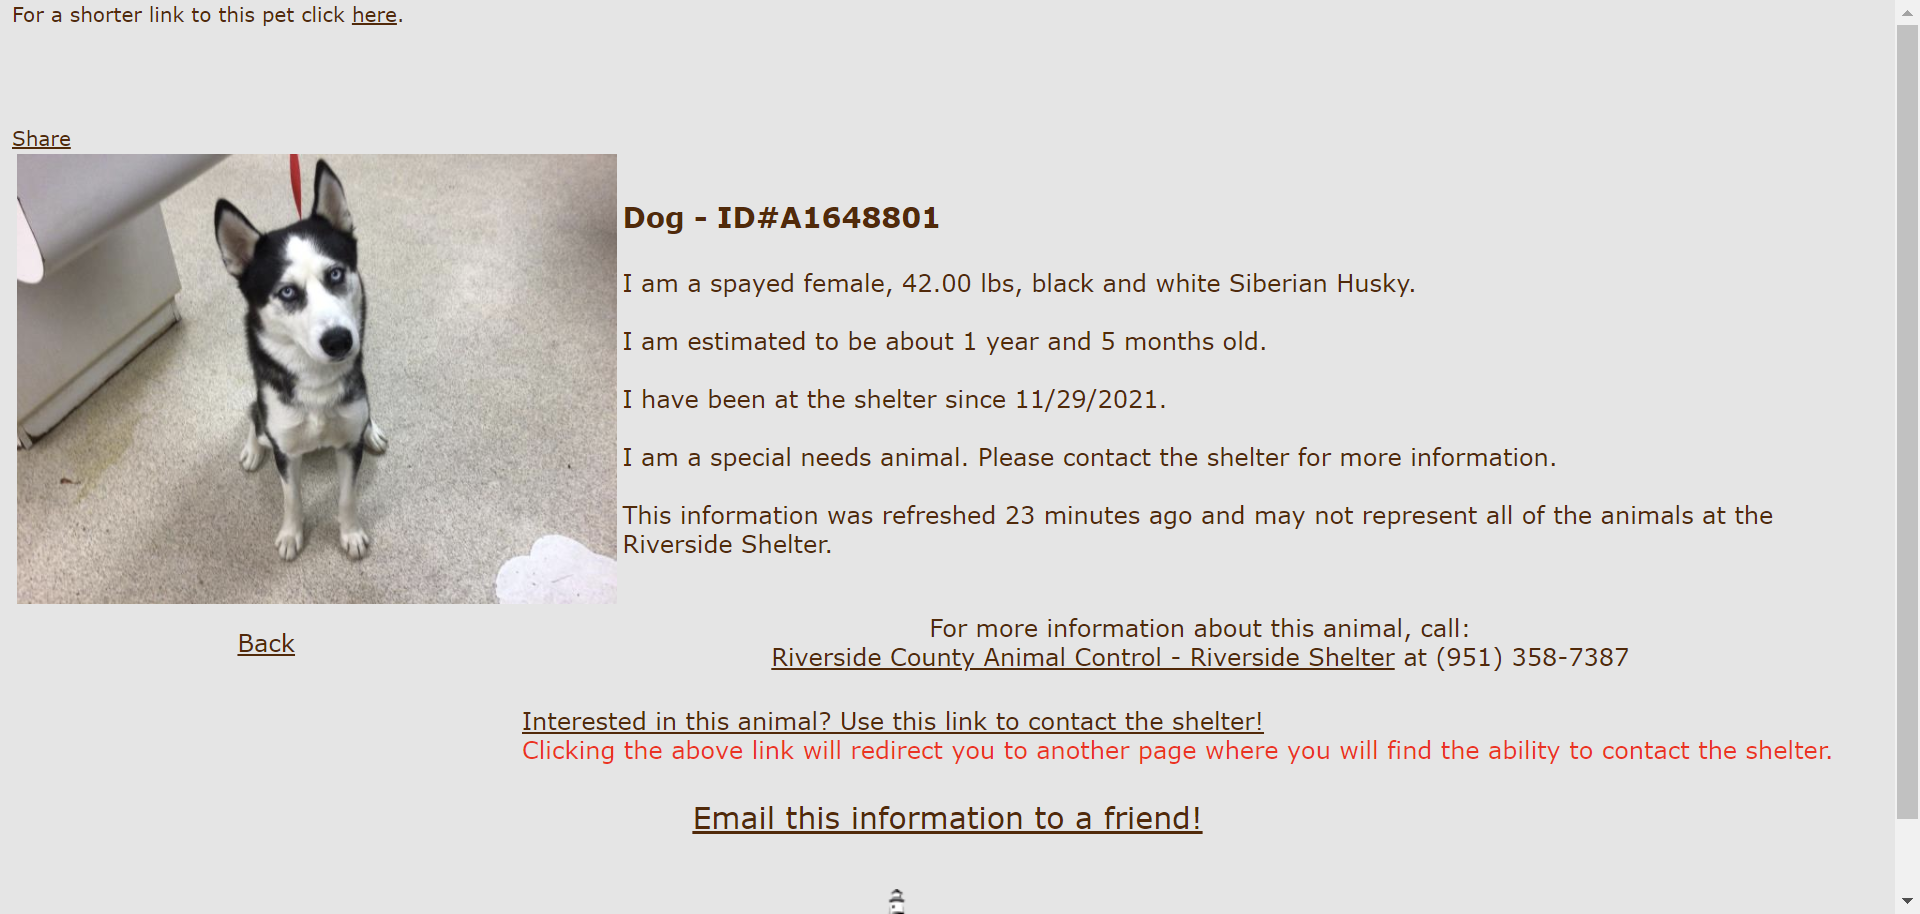 For a shorter link to this pet click here.
Share
Dog - ID#A1648801
I am a spayed female, 42.00 lbs, black and white Siberian Husky.
I am estimated to be about 1 year and 5 months old.
I have been at the shelter since 11/29/2021.
I am a special needs animal. Please contact the shelter for more information.
This information was refreshed 23 minutes ago and may not represent all of the animals at the
Riverside Shelter.
Back
For more information about this animal, call:
Riverside County Animal Control - Riverside Shelter at (951) 358-7387
Interested in this animal? Use this link to contact the shelter!
Clicking the above link will redirect you to another page where you will find the ability to contact the shelter.
Email this information to a friend!